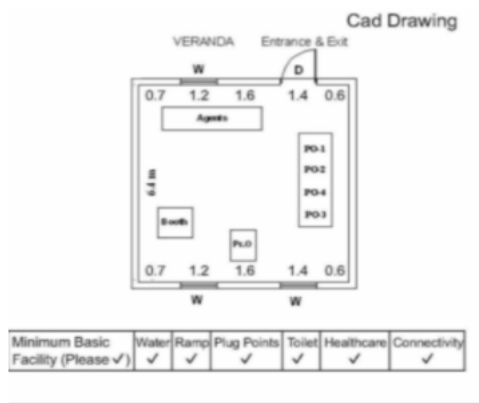 Cad Drawing
VERANDA Entrance & Exit
W D
0.7 1.2 1.6 1.4 0.6
Agents
PO-1
PO-2
6.4 m
PO-4
PO-3
Booth
Ps.O
0.7 1.2 1.6 1.4 0.6
W W
Minimum Basic Water Ramp Plug Points Toilet Healthcare Connectivity
Facility (Please ✓) ✓ ✓ ✓ ✓ ✓ ✓